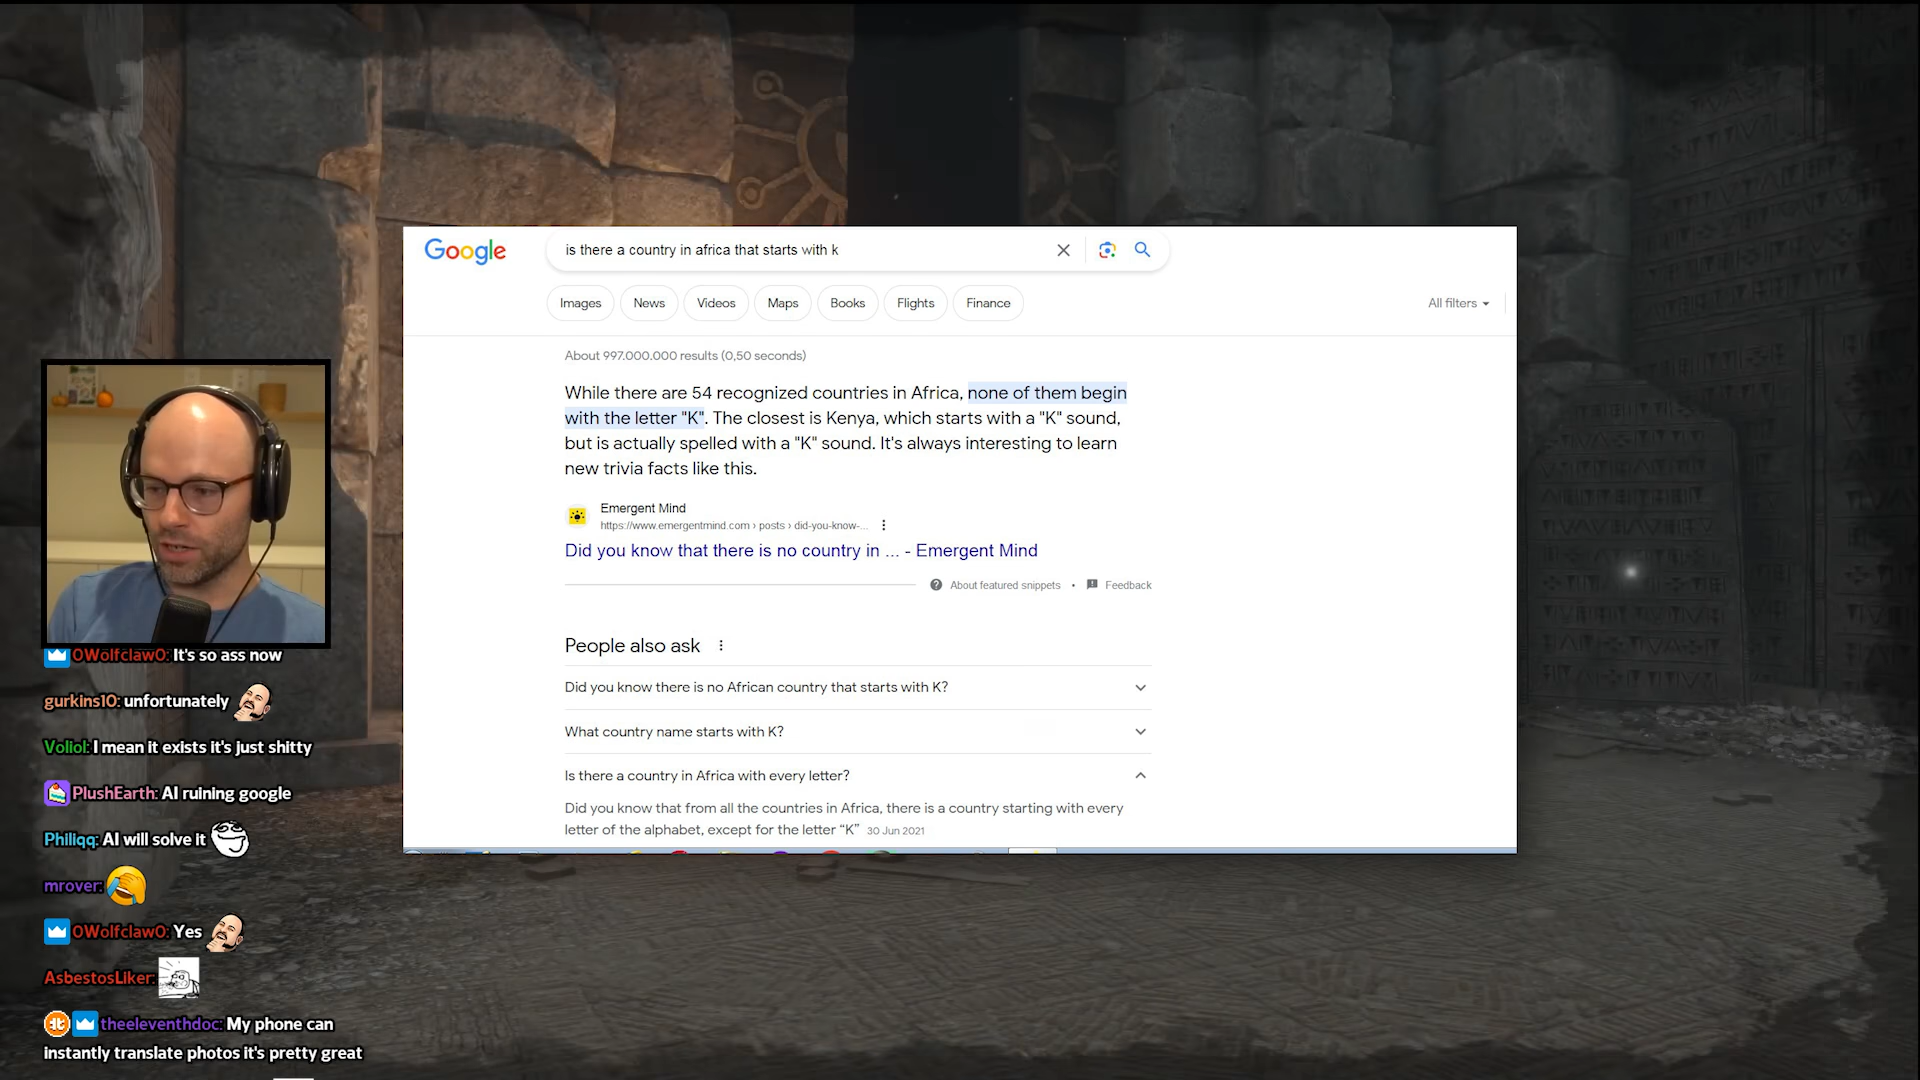 Google
is there a country in africa that starts with k
Images
News
Videos
Maps
Books
Flights
Finance
All filters
About 997.000.000 results (0,50 seconds)
While there are 54 recognized countries in Africa, none of them begin
with the letter "K". The closest is Kenya, which starts with a "K" sound,
but is actually spelled with a "K" sound. It's always interesting to learn
new trivia facts like this.
Emergent Mind
https://www.emergentmind.com › posts › did-you-know-...
Did you know that there is no country in ... - Emergent Mind
About featured snippets • Feedback
People also ask
Did you know there is no African country that starts with K?
What country name starts with K?
Is there a country in Africa with every letter?
Did you know that from all the countries in Africa, there is a country starting with every
letter of the alphabet, except for the letter “K” 30 Jun 2021
0Wolfclaw0: It's so ass now
gurkins10: unfortunately
Voliol: I mean it exists it's just shitty
PlushEarth: AI ruining google
Philiqq: AI will solve it
mrover:
0Wolfclaw0: Yes
AsbestosLiker:
theeleventhdoc: My phone can
instantly translate photos it's pretty great